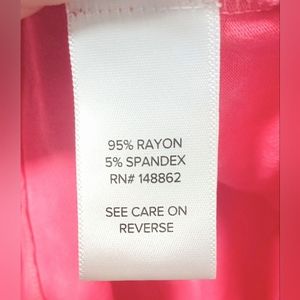 95% RAYON
5% SPANDEX
RN# 148862
SEE CARE ON
REVERSE